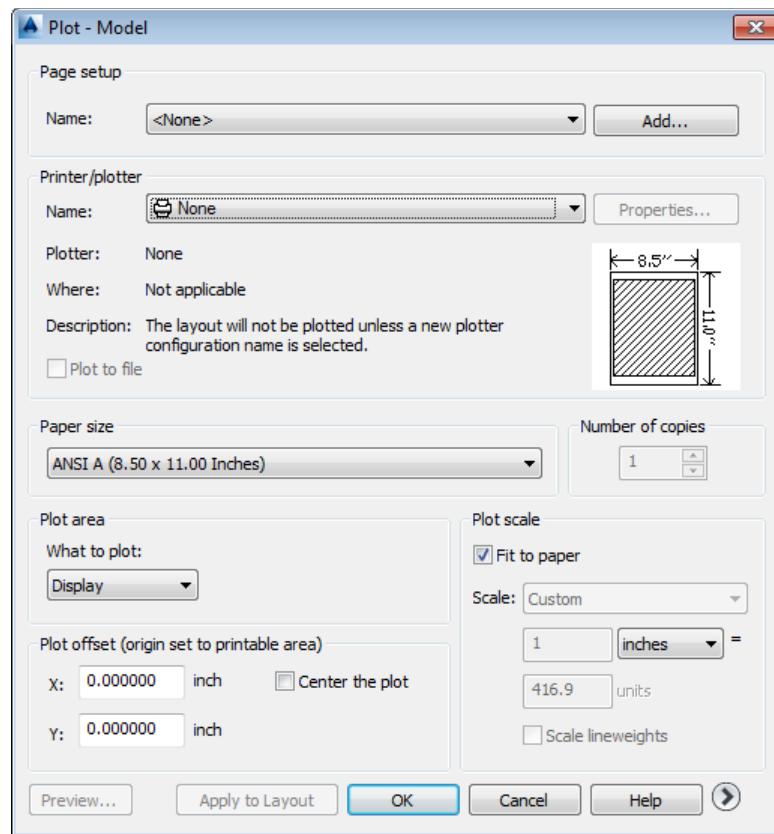 Plot - Model
Page setup
Name: <None> Add...
Printer/plotter
Name: None Properties...
Plotter: None
Where: Not applicable
Description: The layout will not be plotted unless a new plotter
configuration name is selected.
Plot to file
8.5″
11.0″
Paper size
ANSI A (8.50 x 11.00 Inches)
Number of copies
1
Plot area
What to plot:
Display
Plot scale
Fit to paper
Scale: Custom
1 inches =
416.9 units
Scale lineweights
Plot offset (origin set to printable area)
X: 0.000000 inch Center the plot
Y: 0.000000 inch
Preview... Apply to Layout OK Cancel Help